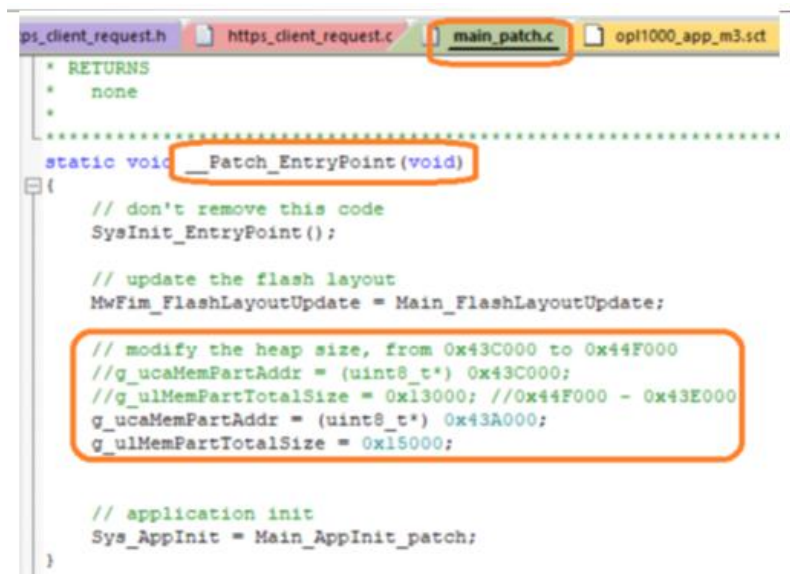 ps_client_request.h https_client_request.c main_patch.c opl1000_app_m3.sct
* RETURNS
* none
*
*************************************************************************
static void __Patch_EntryPoint(void)
{
// don't remove this code
SysInit_EntryPoint();
// update the flash layout
MwFim_FlashLayoutUpdate = Main_FlashLayoutUpdate;
// modify the heap size, from 0x43C000 to 0x44F000
//g_ucaMemPartAddr = (uint8_t*) 0x43C000;
//g_ulMemPartTotalSize = 0x13000; //0x44F000 - 0x43E000
g_ucaMemPartAddr = (uint8_t*) 0x43A000;
g_ulMemPartTotalSize = 0x15000;
// application init
Sys_AppInit = Main_AppInit_patch;
}